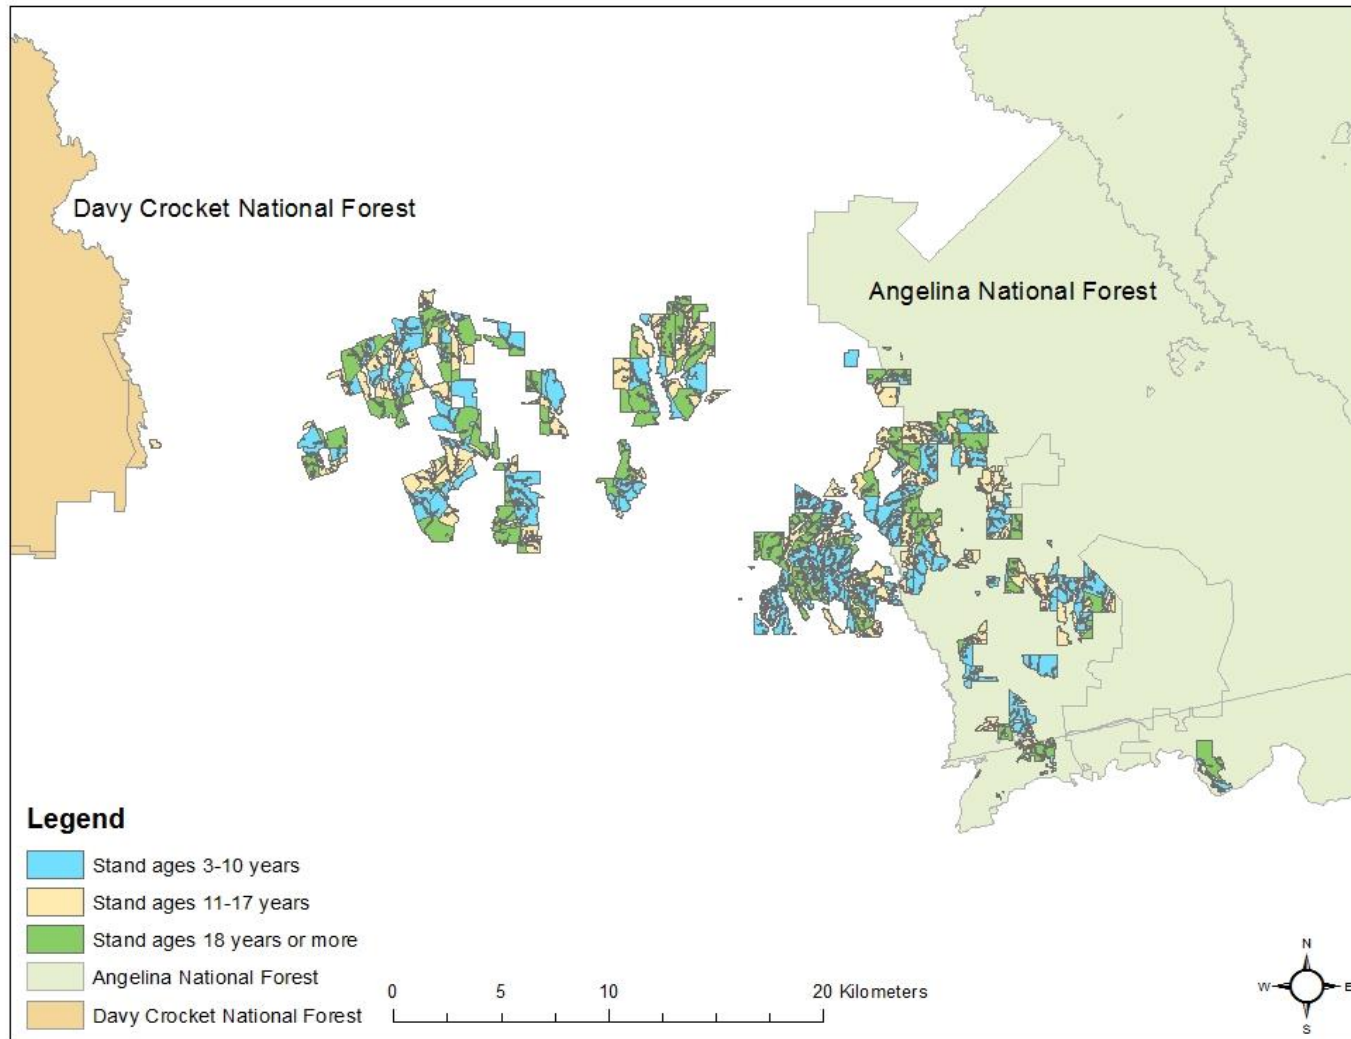 Davy Crocket National Forest
Angelina National Forest
Legend
Stand ages 3-10 years
Stand ages 11-17 years
Stand ages 18 years or more
Angelina National Forest
Davy Crocket National Forest
0 5 10 20 Kilometers
N
W E
S